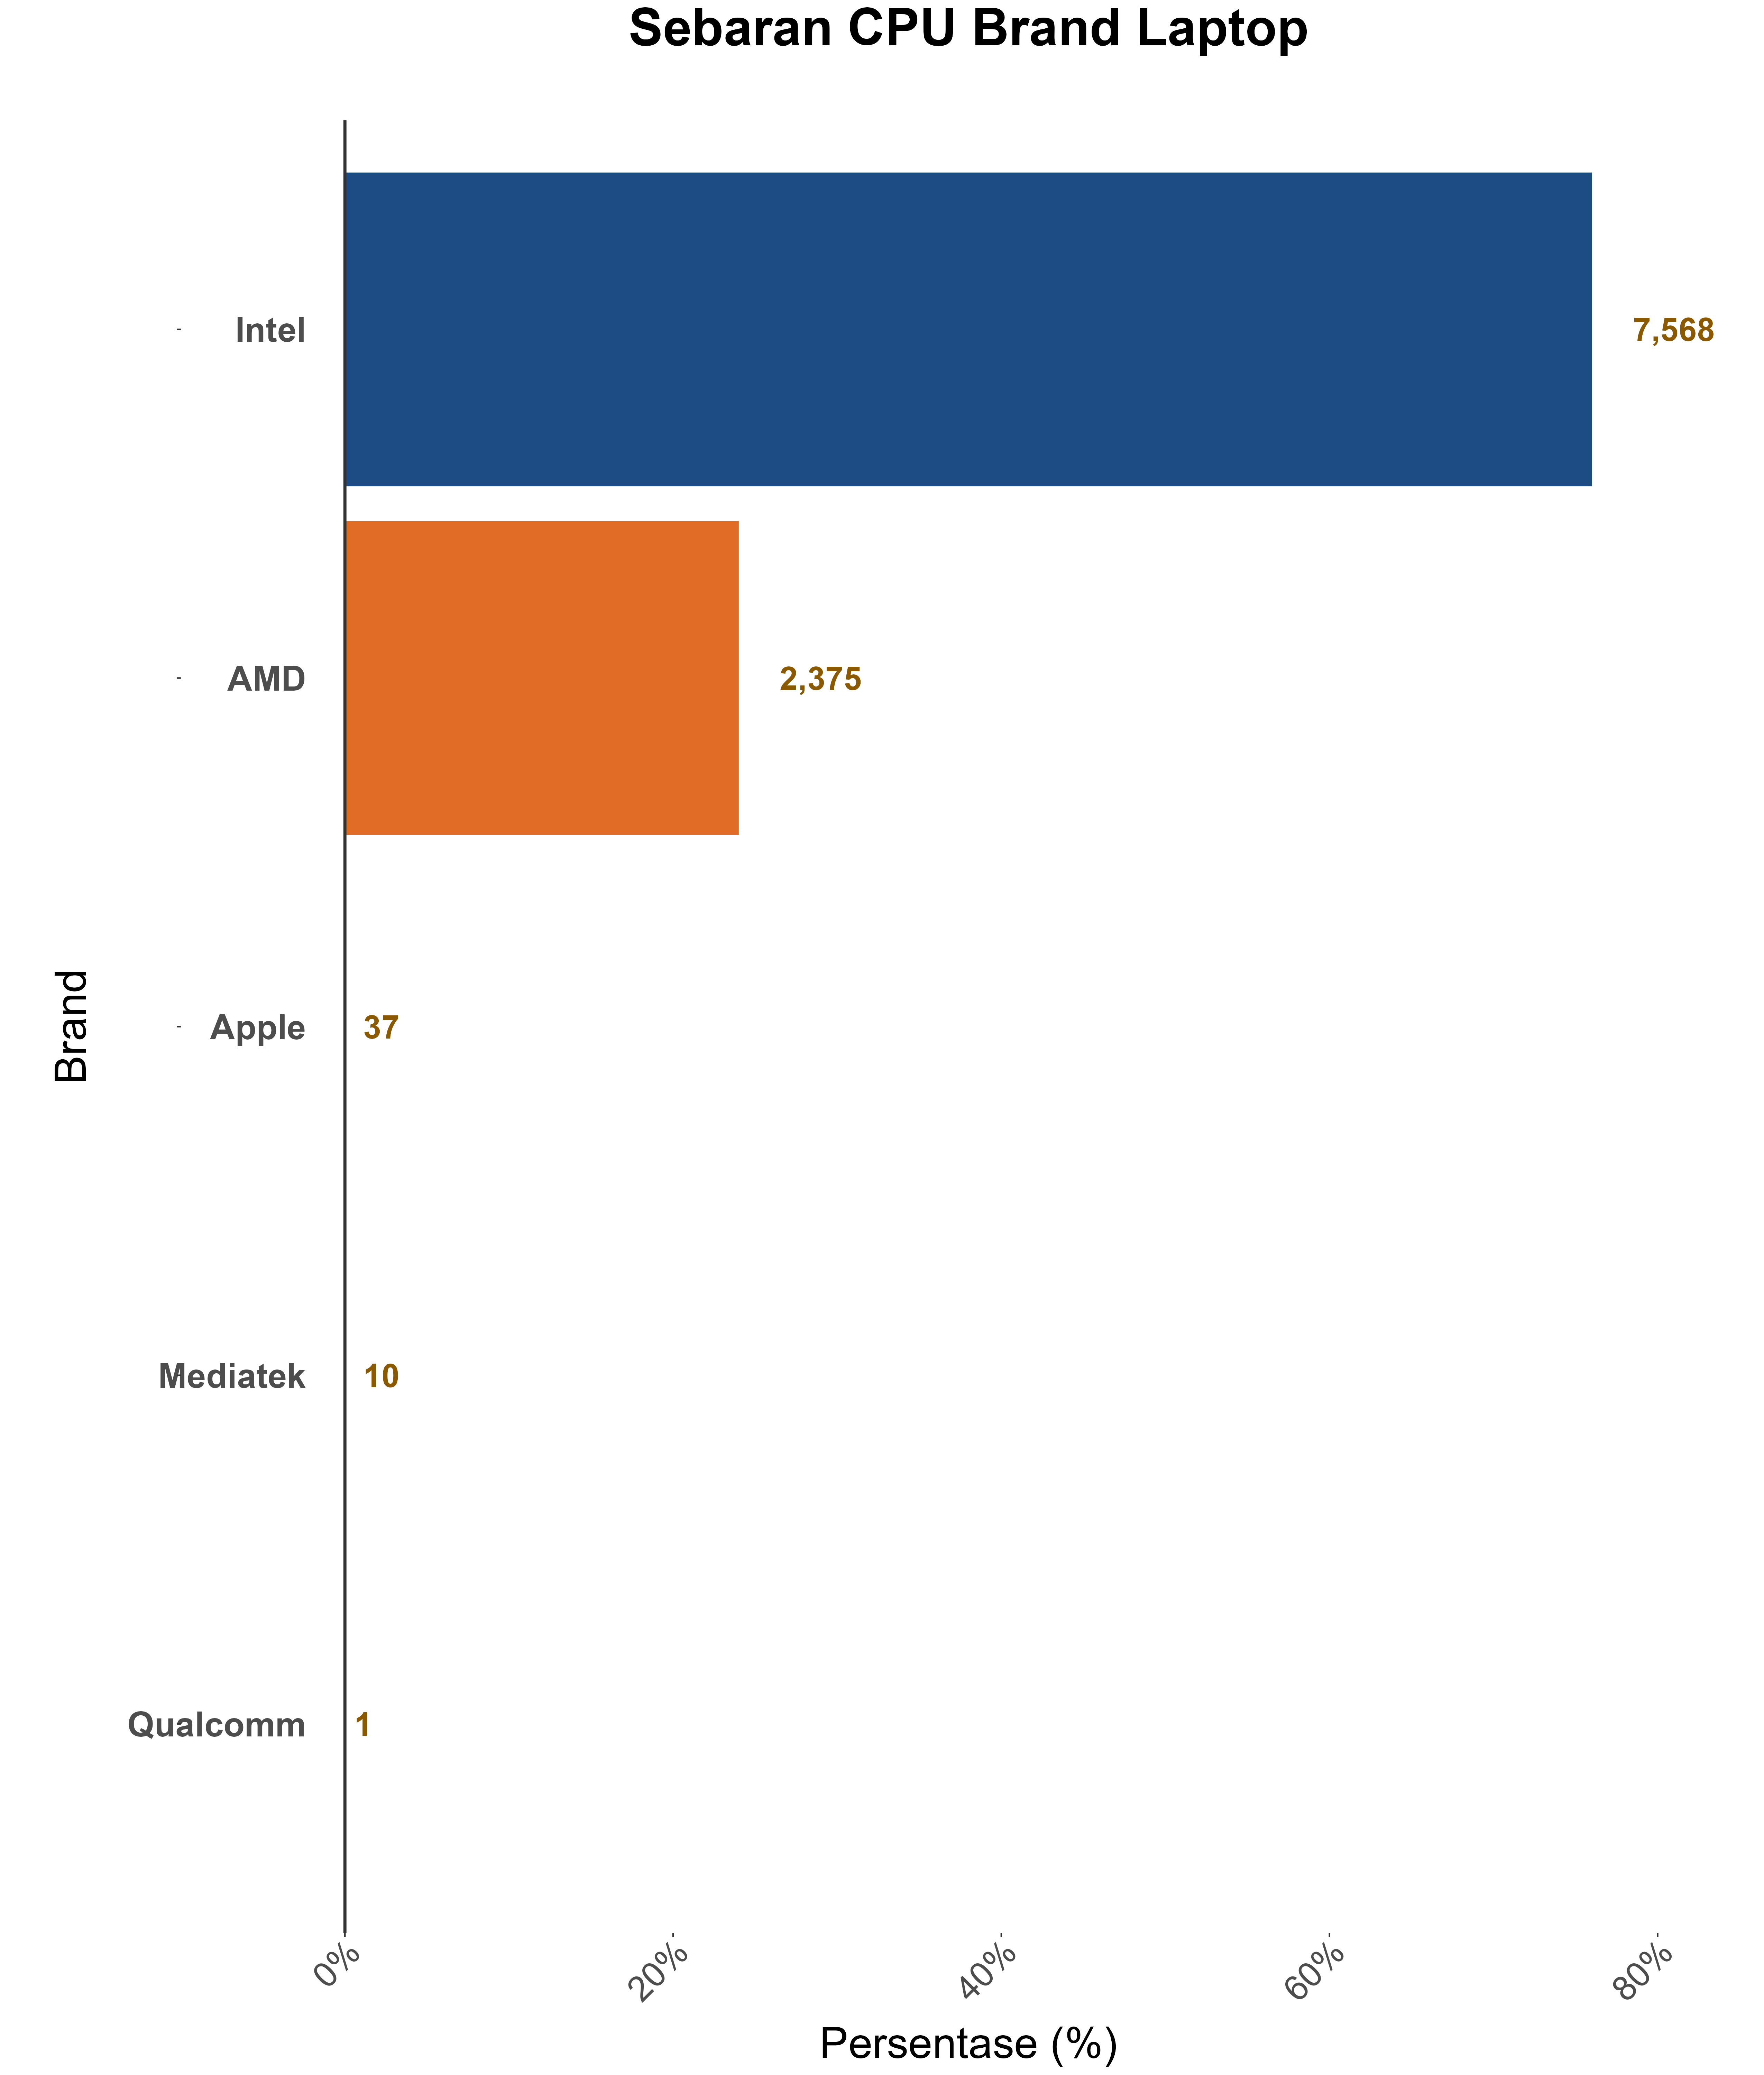 Sebaran CPU Brand Laptop
Intel
7,568
AMD
2,375
Brand
Apple
37
Mediatek
10
Qualcomm
1
0%
20%
40%
60%
80%
Persentase (%)